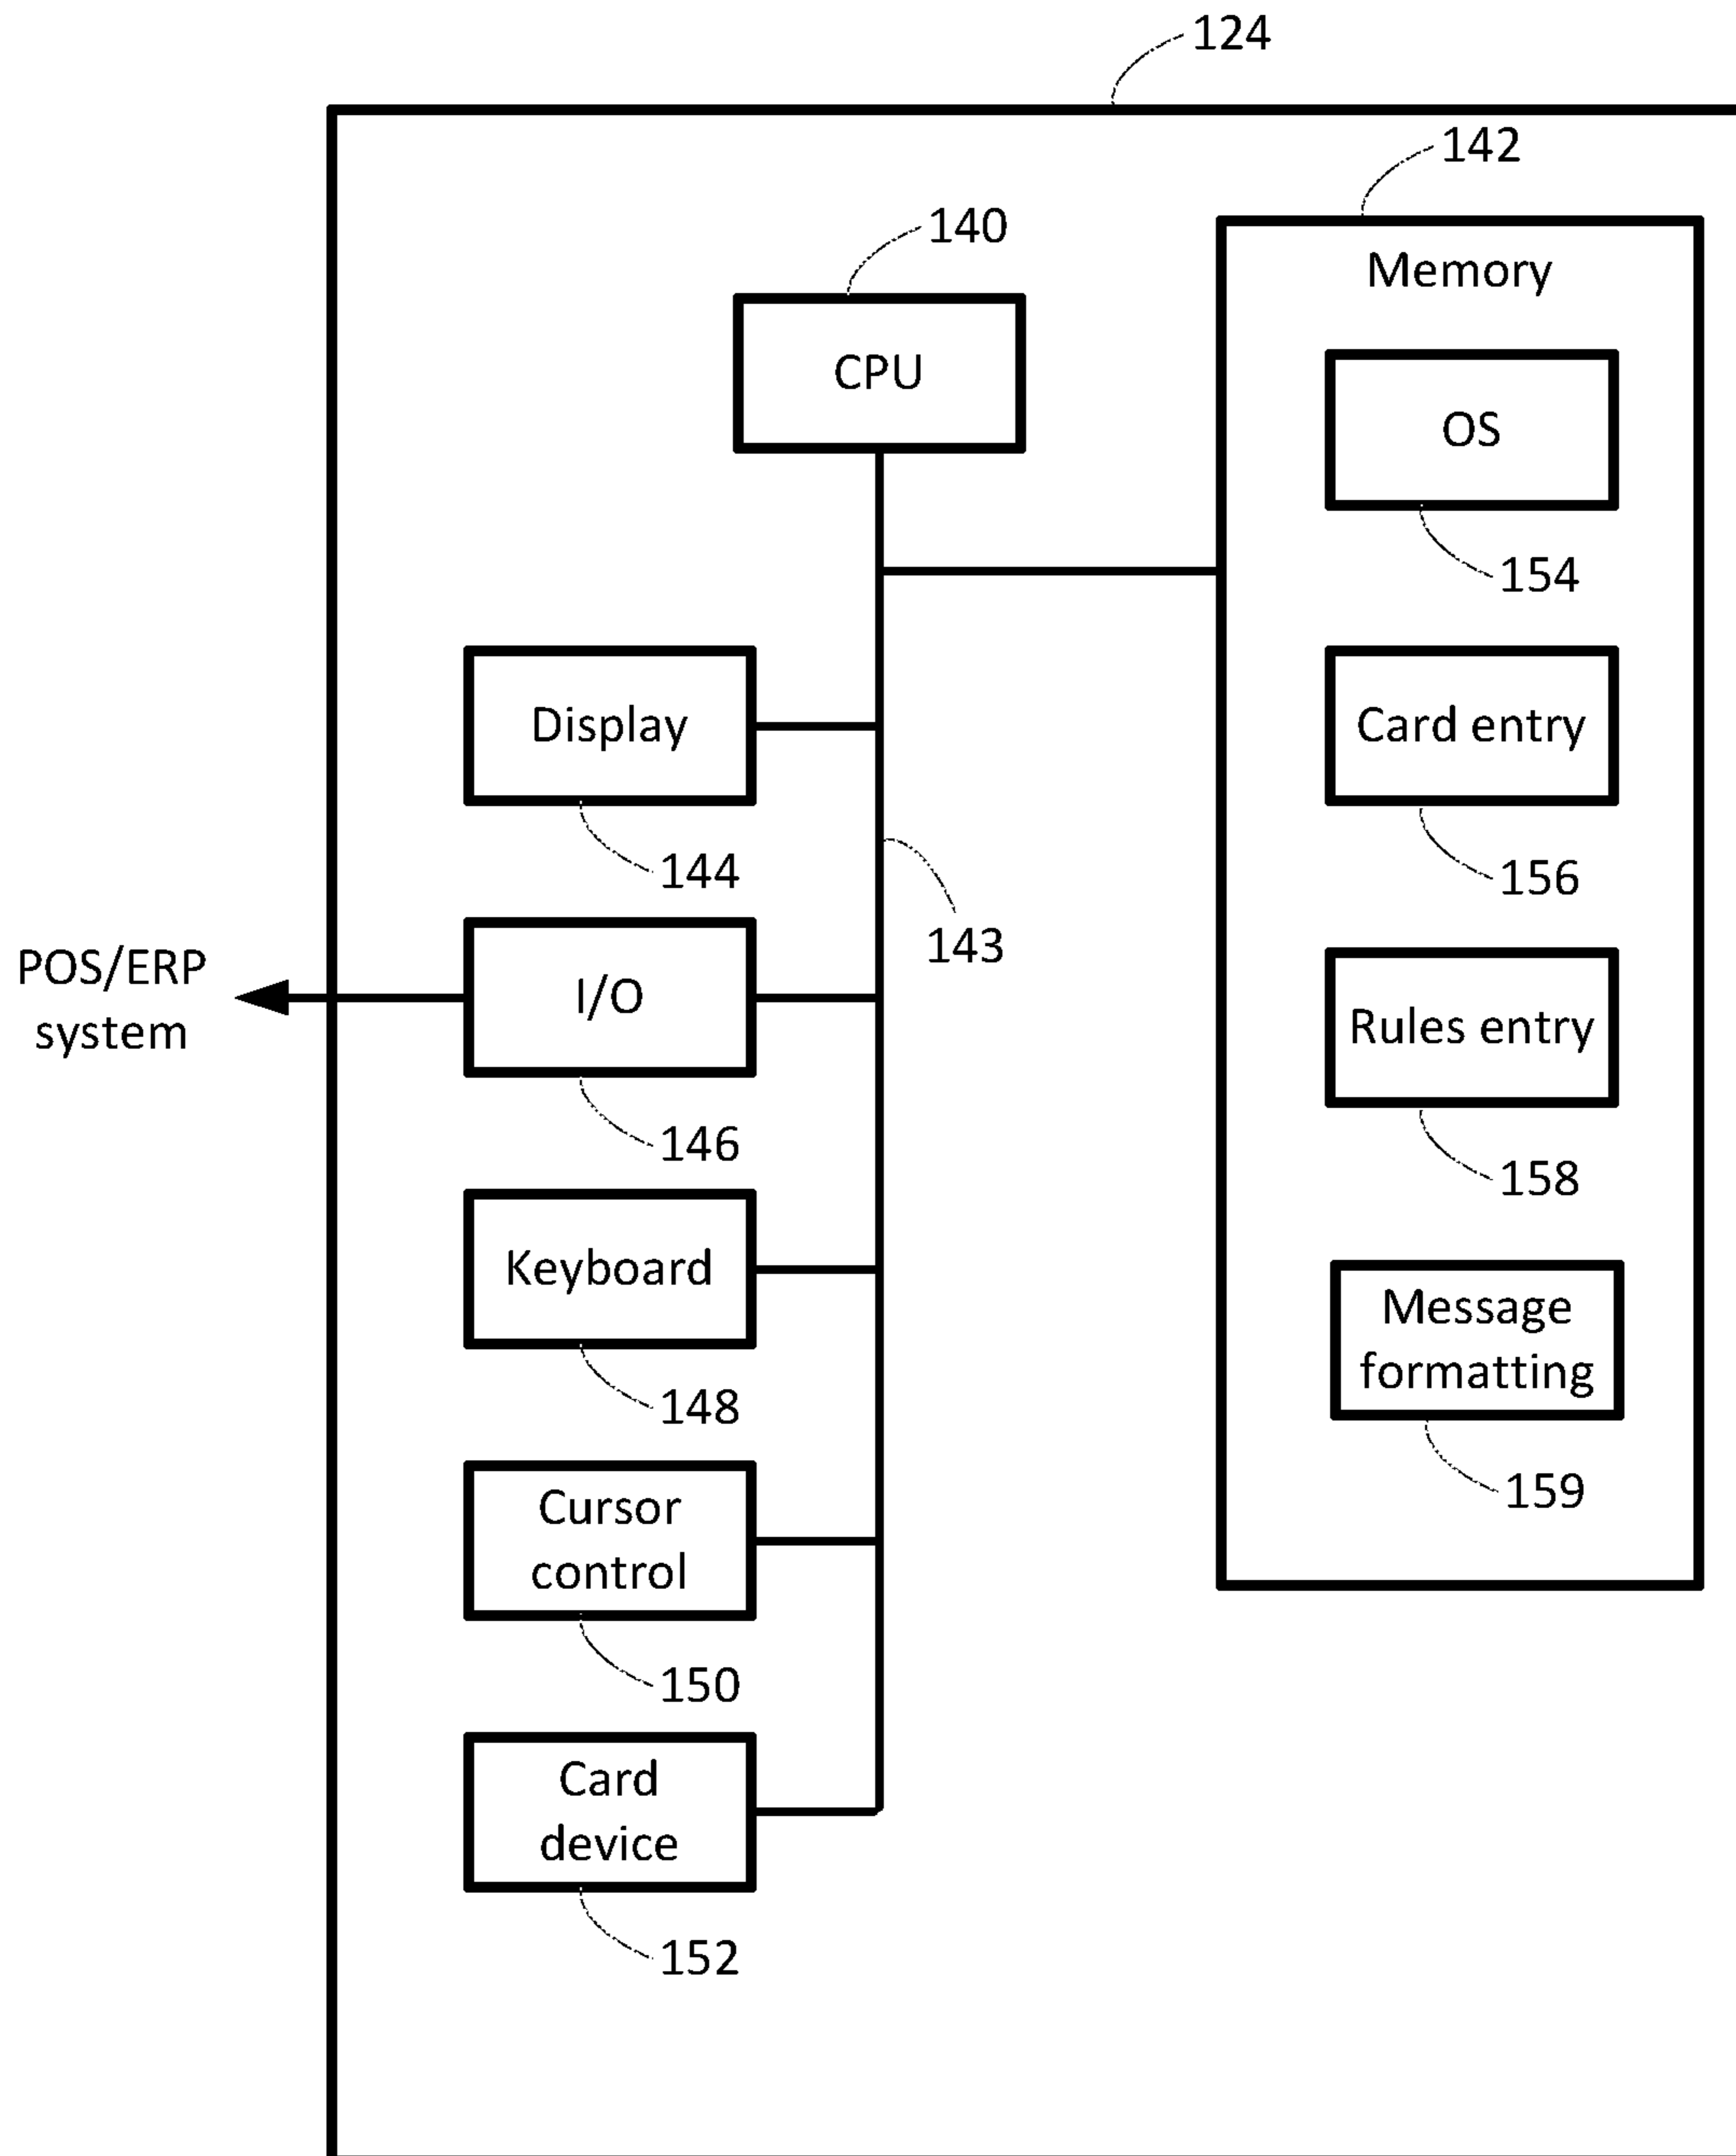 124
142
140
Memory
CPU
OS
154
Display
Card entry
144
156
143
POS/ERP
system
I/O
Rules entry
146
158
Keyboard
Message
formatting
148
159
Cursor
control
150
Card
device
152